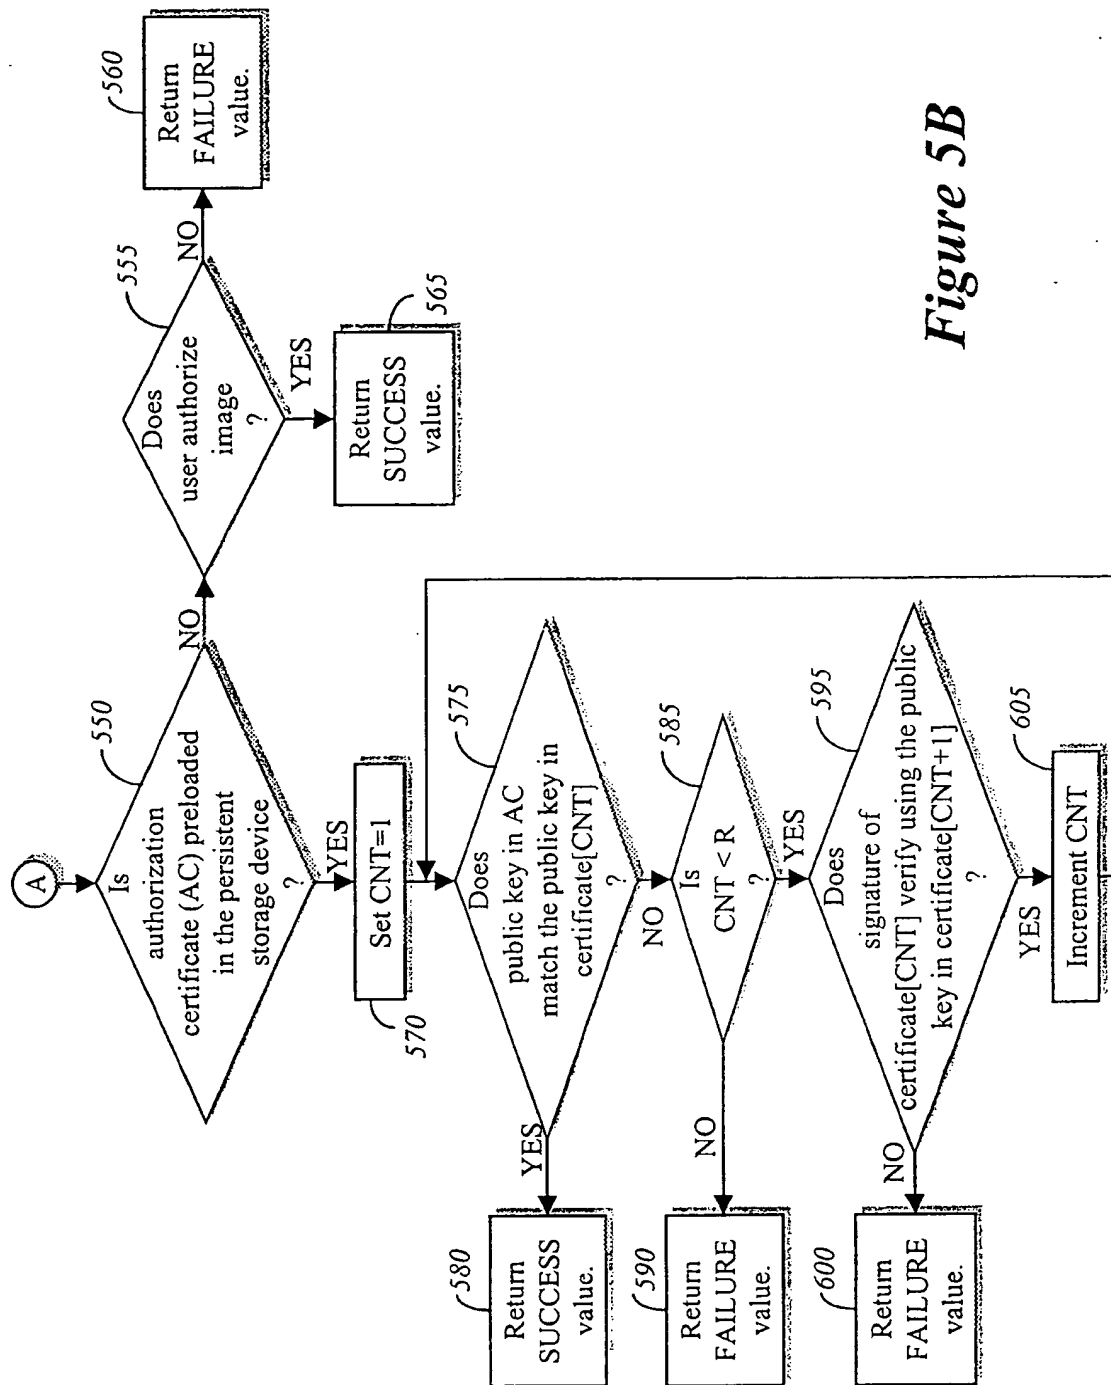 A
550
Is
authorization
certificate (AC) preloaded
in the persistent
storage device
?
NO
YES
555
Does
user authorize
image
?
NO
YES
560
Return
FAILURE
value.
565
Return
SUCCESS
value.
570
Set CNT=1
575
Does
public key in AC
match the public key in
certificate[CNT]
?
YES
NO
580
Return
SUCCESS
value.
585
Is
CNT < R
?
NO
YES
590
Return
FAILURE
value.
595
Does
signature of
certificate[CNT] verify using the public
key in certificate[CNT+1]
?
NO
YES
600
Return
FAILURE
value.
605
Increment CNT
Figure 5B